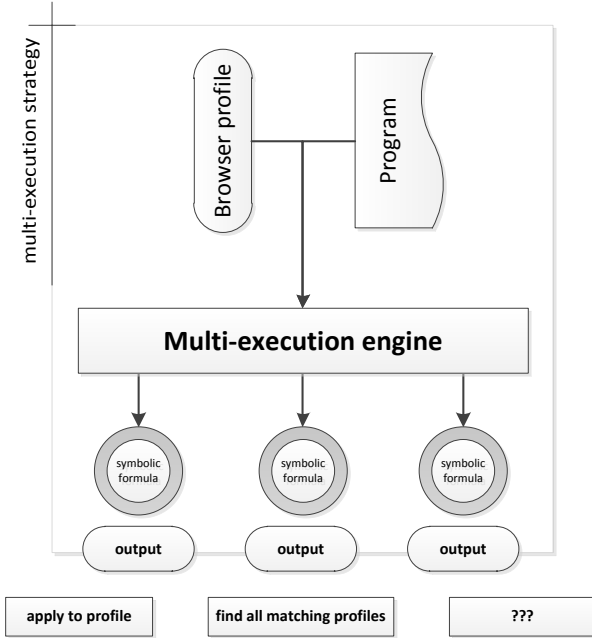 multi-execution strategy
Browser profile
Program
Multi-execution engine
symbolic
formula
symbolic
formula
symbolic
formula
output
output
output
apply to profile
find all matching profiles
???